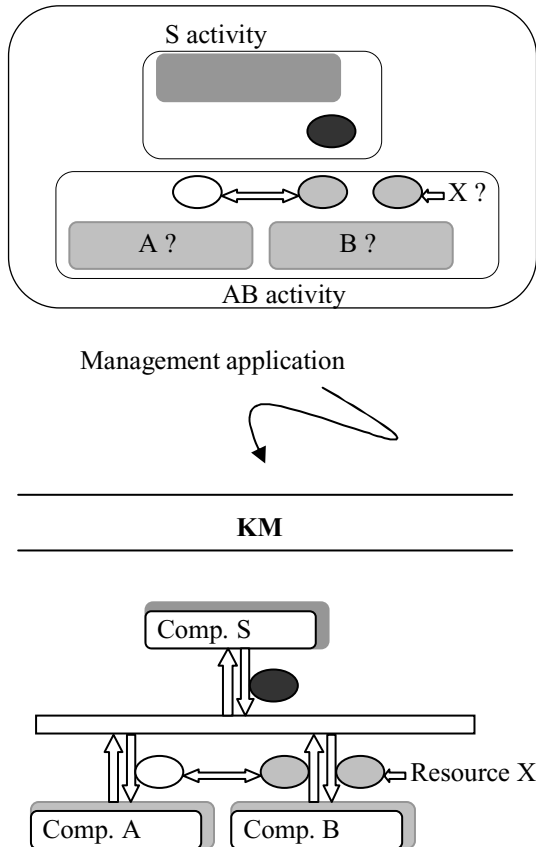 S activity
X ?
A ?
B ?
AB activity
Management application
KM
Comp. S
Resource X
Comp. A
Comp. B